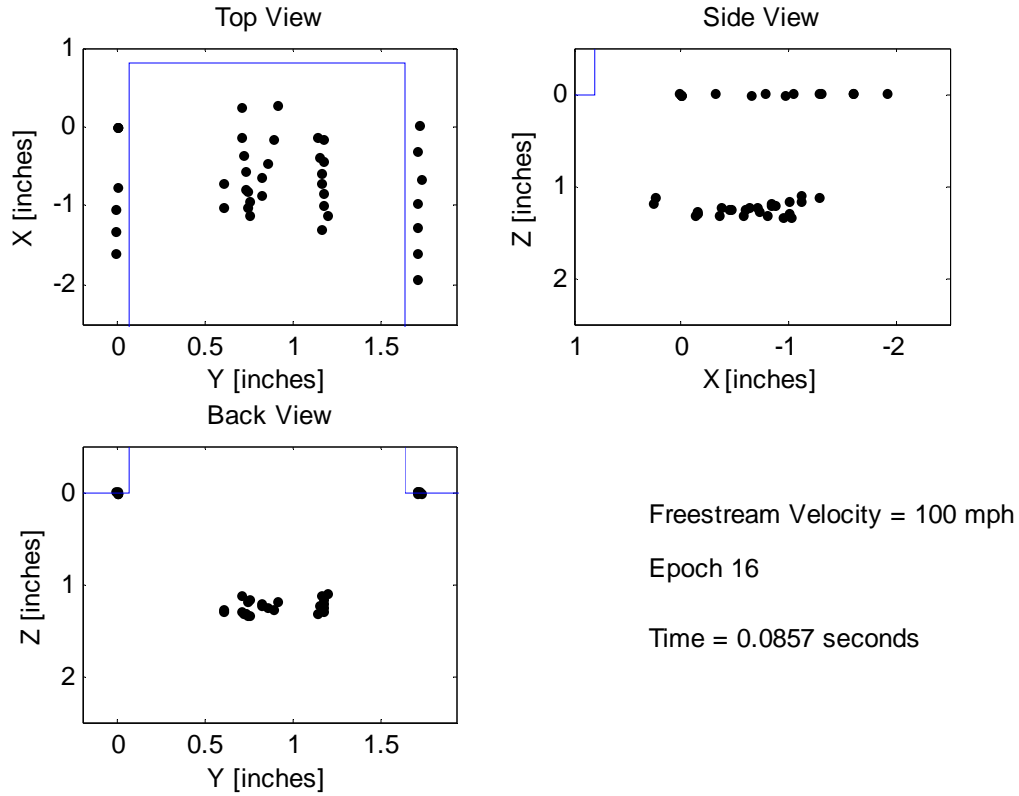 Top View
1
0
-1
-2
X [inches]
0
0.5
1
1.5
Y [inches]
Side View
0
1
2
Z [inches]
1
0
-1
-2
X [inches]
Back View
0
1
2
Z [inches]
0
0.5
1
1.5
Y [inches]
Freestream Velocity = 100 mph
Epoch 16
Time = 0.0857 seconds